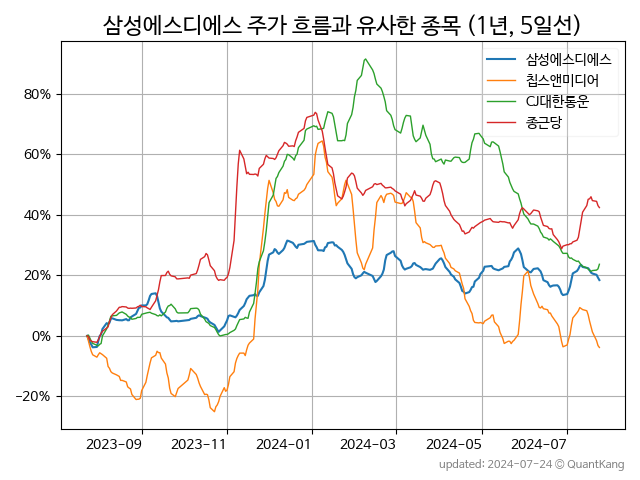 삼성에스디에스 주가 흐름과 유사한 종목 (1년, 5일선)
삼성에스디에스
칩스앤미디어
CJ대한통운
종근당
80%
60%
40%
20%
0%
−20%
2023-09
2023-11
2024-01
2024-03
2024-05
2024-07
updated: 2024-07-24 © QuantKang